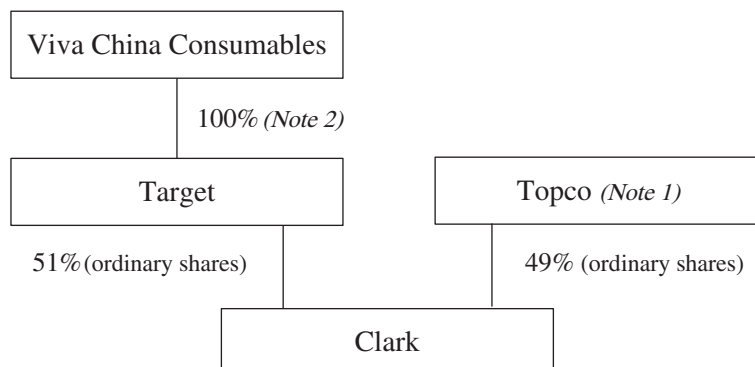 Viva China Consumables
100% (Note 2)
Target
Topco (Note 1)
51% (ordinary shares)
49% (ordinary shares)
Clark